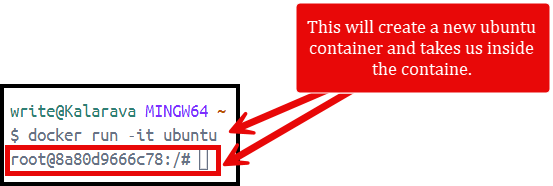 This will create a new ubuntu
container and takes us inside
the containe.
write@Kalarava MINGW64 ~
$ docker run -it ubuntu
root@8a80d9666c78:/#